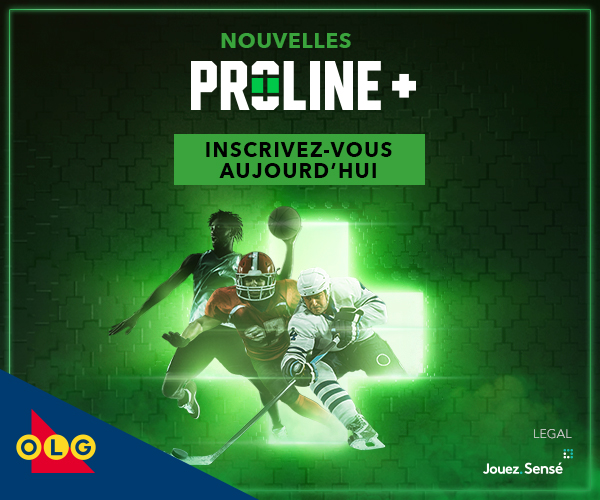 NOUVELLES
PROLINE +
INSCRIVEZ-VOUS
AUJOURD'HUI
OLG
LEGAL
Jouez Sensé